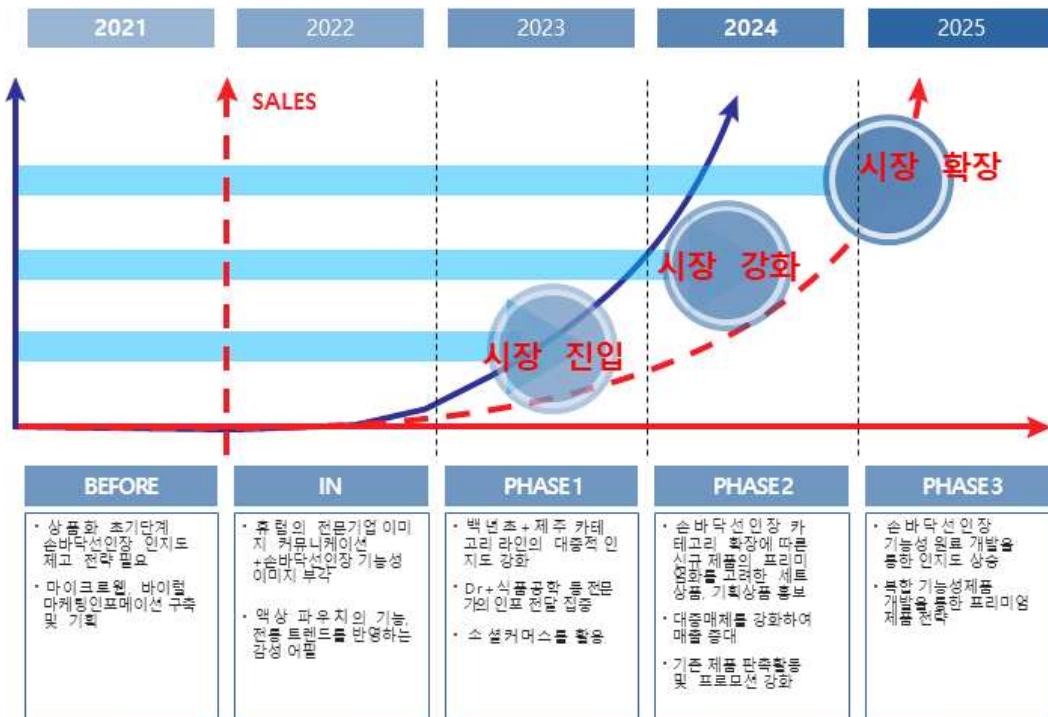 2021
2022
2023
2024
2025
SALES
시장 확장
시장 강화
시장 진입
BEFORE
IN
PHASE1
PHASE2
PHASE3
• 상품화 초기단계
손바닥선인장 인지도
제고 전략 필요
• 마이크로웹, 바이럴
마케팅인포메이션 구축
및 기획
• 휴럼의 전문기업 이미
지 커뮤니케이션
+손바닥선인장 기능성
이미지 부각
• 액상 파우치의 기능,
전통 트렌드를 반영하는
감성 어필
• 백년초+제주 카테
고리 라인의 대중적 인
지도 강화
• Dr+식품공학 등 전문
가의 인포 전달 집중
• 소셜커머스를 활용
• 손바닥선인장 카
테고리 확장에 따른
신규 제품의 프리미
엄화를 고려한 세트
상품, 기획상품 홍보
• 대중매체를 강화하여
매출 증대
• 기존 제품 판촉활동
및 프로모션 강화
• 손바닥선인장
기능성 원료 개발을
통한 인지도 상승
• 복합 기능성제품
개발을 통한 프리미엄
제품 전략